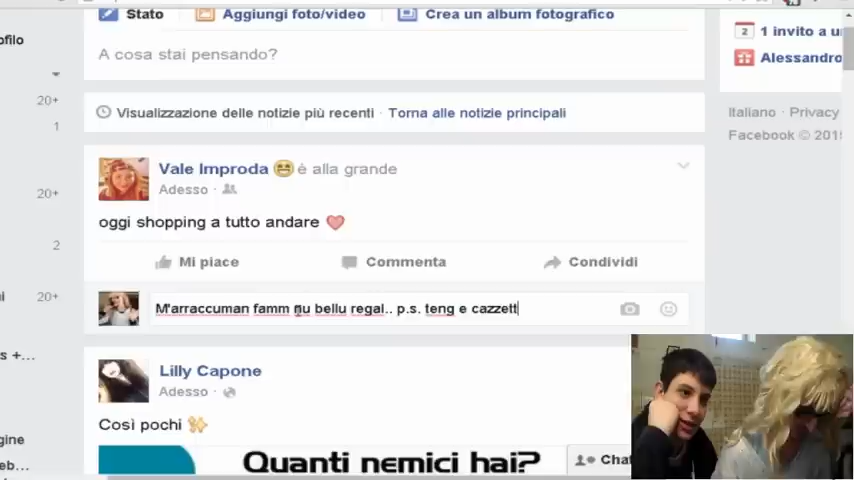 Stato Aggiungi foto/video Crea un album fotografico
A cosa stai pensando?
ofilo
20+
1
20+
2
20+
s +...
gine
eb...
Visualizzazione delle notizie più recenti · Torna alle notizie principali
Vale Improda è alla grande
Adesso ·
oggi shopping a tutto andare
Mi piace Commenta Condividi
M'arraccuman famm nu bellu regal.. p.s. teng e cazzett
Lilly Capone
Adesso ·
Così pochi
Quanti nemici hai?
Chat
2 1 invito a
Alessandro
Italiano · Privacy
Facebook © 201